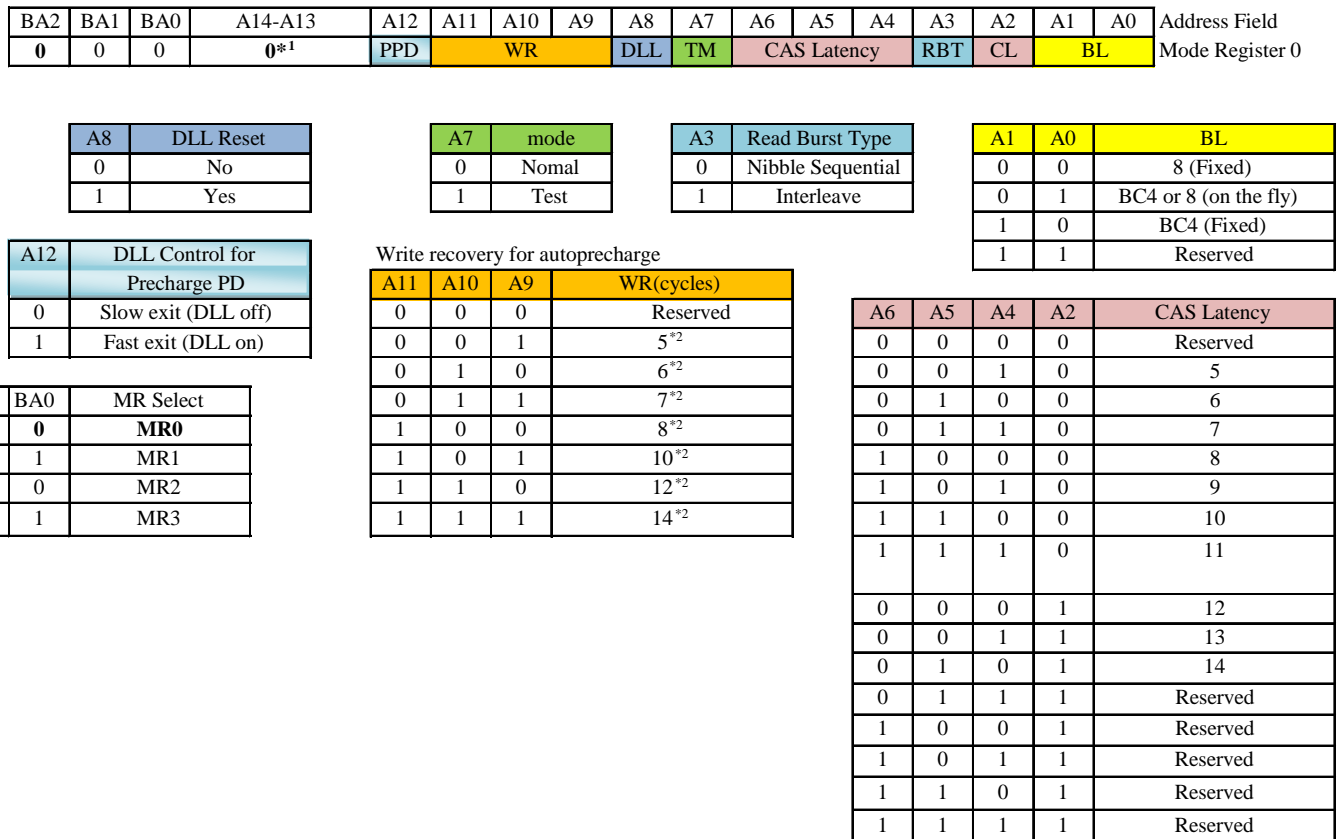 BA2 BA1 BA0 A14-A13 A12 A11 A10 A9 A8 A7 A6 A5 A4 A3 A2 A1 A0 Address Field
0 0 0 0*1 PPD WR DLL TM CAS Latency RBT CL BL Mode Register 0
A8 DLL Reset
0 No
1 Yes
A7 mode
0 Nomal
1 Test
A3 Read Burst Type
0 Nibble Sequential
1 Interleave
A1 A0 BL
0 0 8 (Fixed)
0 1 BC4 or 8 (on the fly)
1 0 BC4 (Fixed)
1 1 Reserved
A12 DLL Control for
Precharge PD
0 Slow exit (DLL off)
1 Fast exit (DLL on)
BA0 MR Select
0 MR0
1 MR1
0 MR2
1 MR3
Write recovery for autoprecharge
A11 A10 A9 WR(cycles)
0 0 0 Reserved
0 0 1 5*2
0 1 0 6*2
0 1 1 7*2
1 0 0 8*2
1 0 1 10*2
1 1 0 12*2
1 1 1 14*2
A6 A5 A4 A2 CAS Latency
0 0 0 0 Reserved
0 0 1 0 5
0 1 0 0 6
0 1 1 0 7
1 0 0 0 8
1 0 1 0 9
1 1 0 0 10
1 1 1 0 11
0 0 0 1 12
0 0 1 1 13
0 1 0 1 14
0 1 1 1 Reserved
1 0 0 1 Reserved
1 0 1 1 Reserved
1 1 0 1 Reserved
1 1 1 1 Reserved